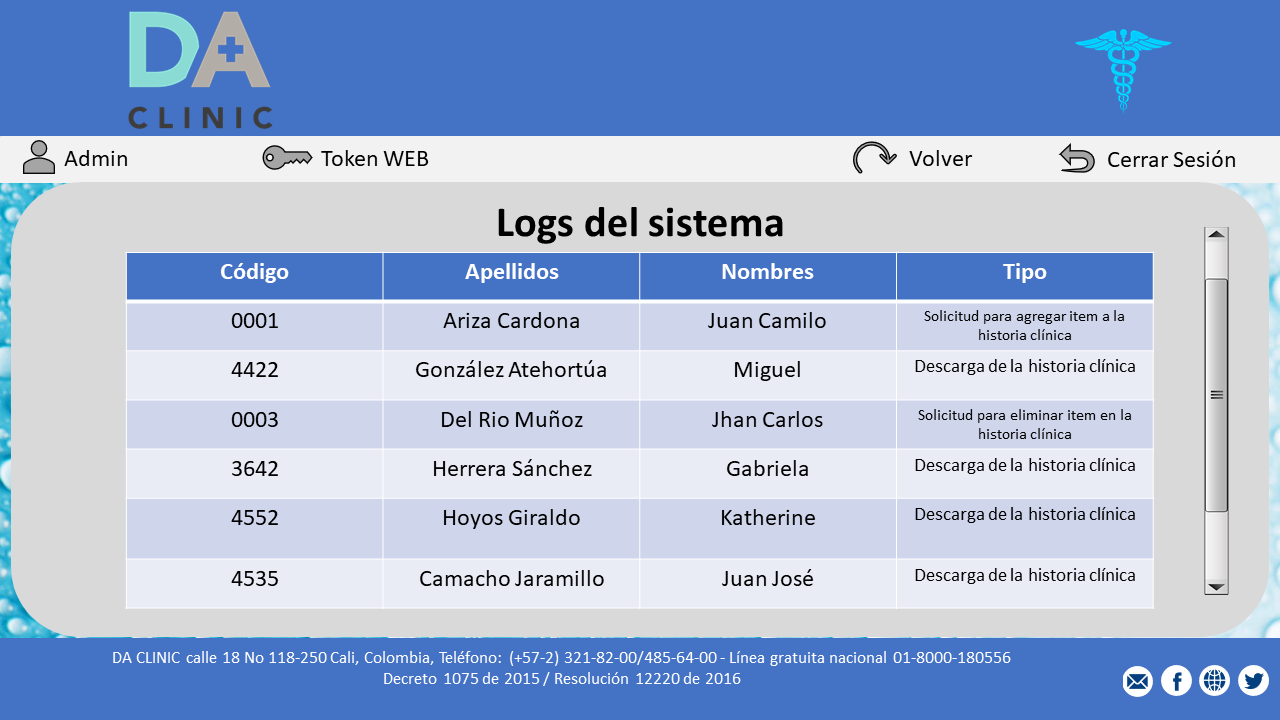 DA
CLINIC
Admin
Token WEB
Volver
Cerrar Sesión
Logs del sistema
Código Apellidos Nombres Tipo
0001 Ariza Cardona Juan Camilo Solicitud para agregar item a la
historia clínica
4422 González Atehortúa Miguel Descarga de la historia clínica
0003 Del Rio Muñoz Jhan Carlos Solicitud para eliminar item en la
historia clínica
3642 Herrera Sánchez Gabriela Descarga de la historia clínica
4552 Hoyos Giraldo Katherine Descarga de la historia clínica
4535 Camacho Jaramillo Juan José Descarga de la historia clínica
DA CLINIC calle 18 No 118-250 Cali, Colombia, Teléfono: (+57-2) 321-82-00/485-64-00 - Línea gratuita nacional 01-8000-180556
Decreto 1075 de 2015 / Resolución 12220 de 2016